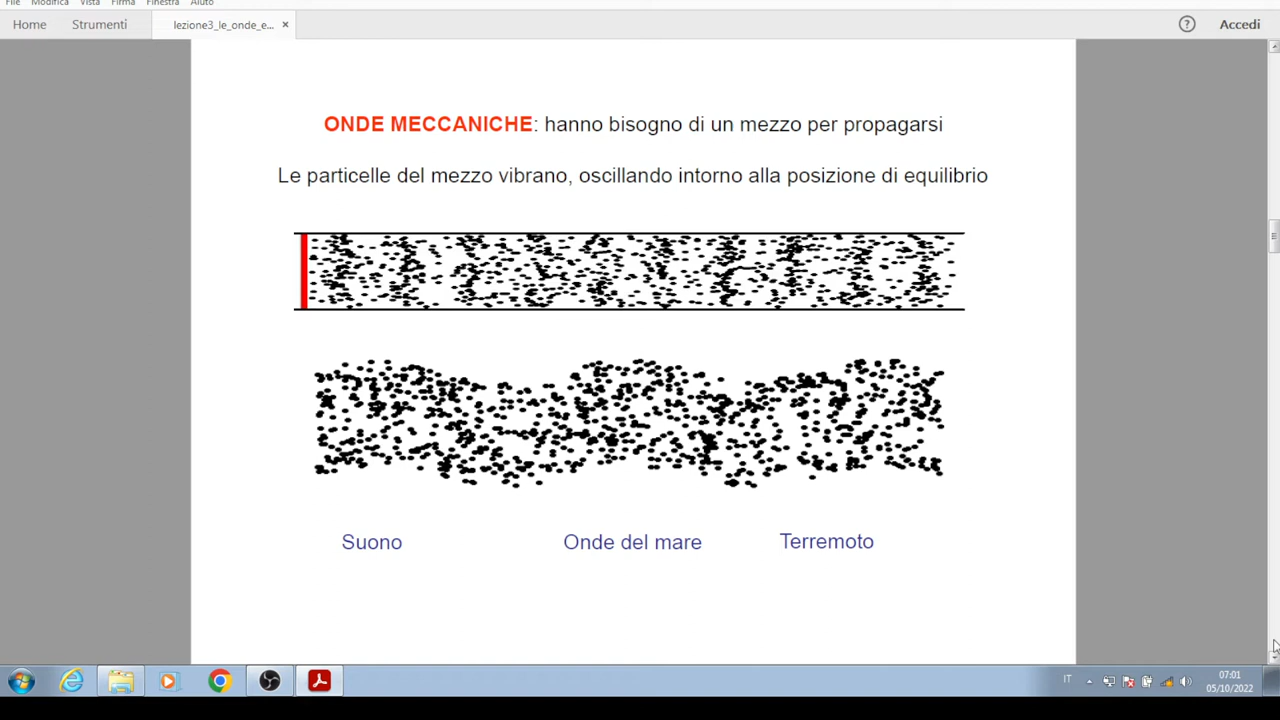 File Modifica Vista Firma Finestra Aiuto
Home Strumenti lezione3_le_onde_e... × ? Accedi
ONDE MECCANICHE: hanno bisogno di un mezzo per propagarsi
Le particelle del mezzo vibrano, oscillando intorno alla posizione di equilibrio
Suono Onde del mare Terremoto
IT 07:01
05/10/2022